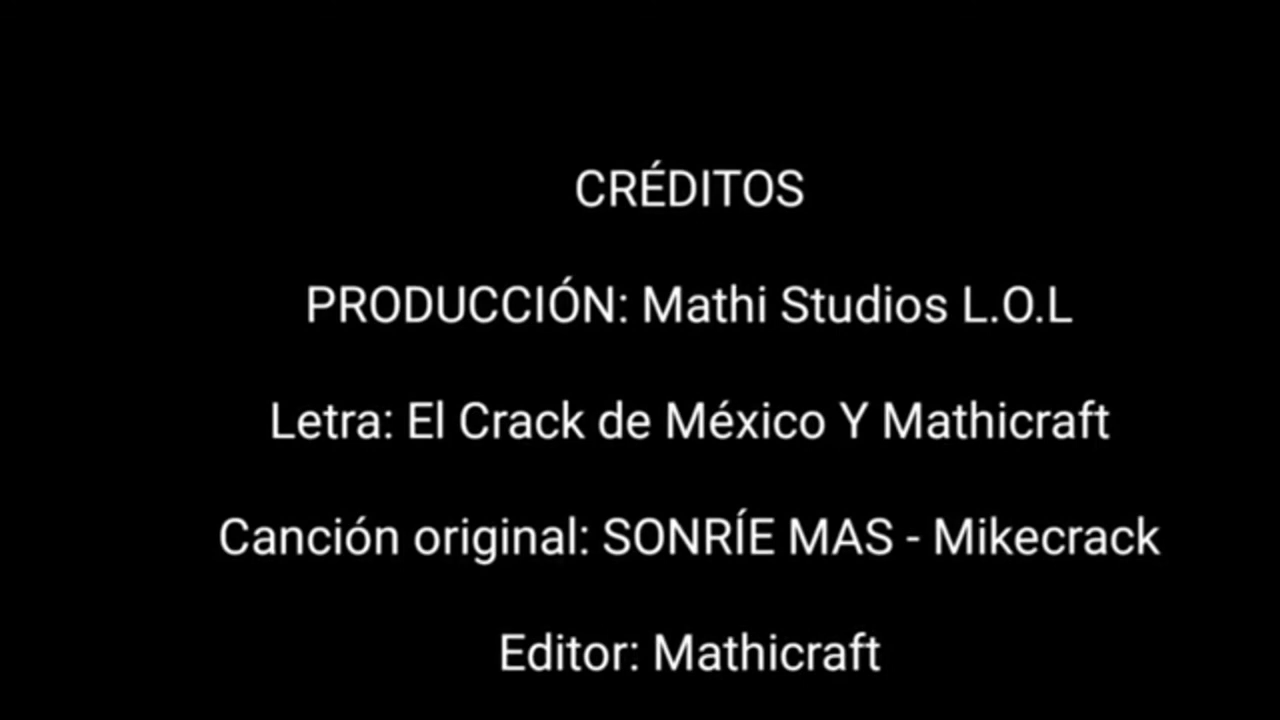 CRÉDITOS
PRODUCCIÓN: Mathi Studios L.O.L
Letra: El Crack de México Y Mathicraft
Canción original: SONRÍE MAS - Mikecrack
Editor: Mathicraft